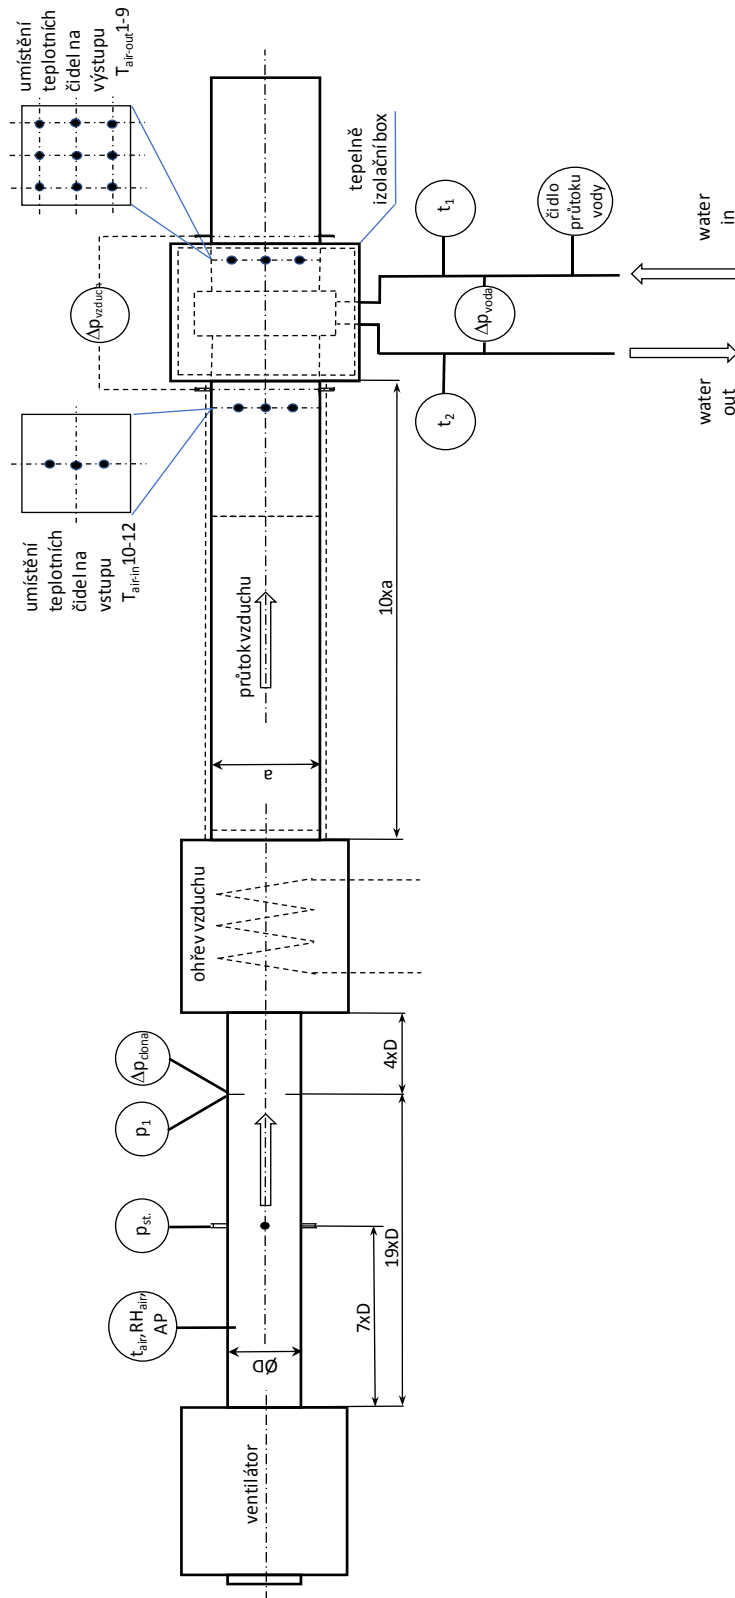 ventilátor
t_air, RH_air,
AP
ØD
p_st.
7xD
19xD
p_1
Δp_clona
4xD
ohřev vzduchu
a
průtok vzduchu
10xa
umístění
teplotních
čidel na
vstupu
T_air-in 10-12
Δp_vzduch
umístění
teplotních
čidel na
výstupu
T_air-out 1-9
tepelně
izolační box
t_1
t_2
Δp_voda
čidlo
průtoku
vody
water
out
water
in